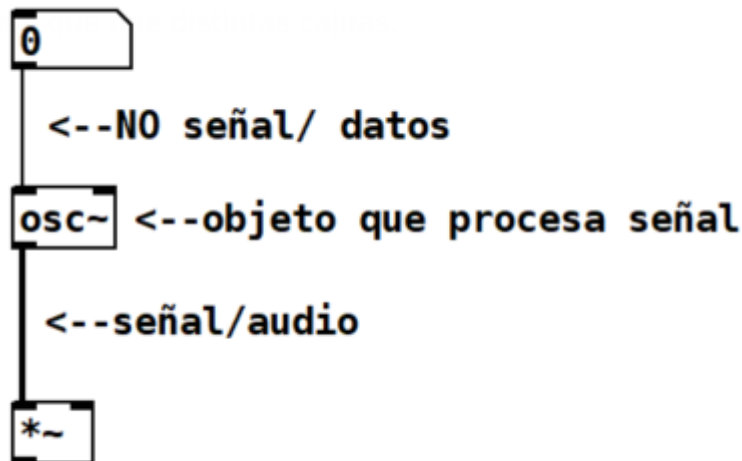 0
<--NO señal/ datos
osc~ <--objeto que procesa señal
<--señal/audio
*~